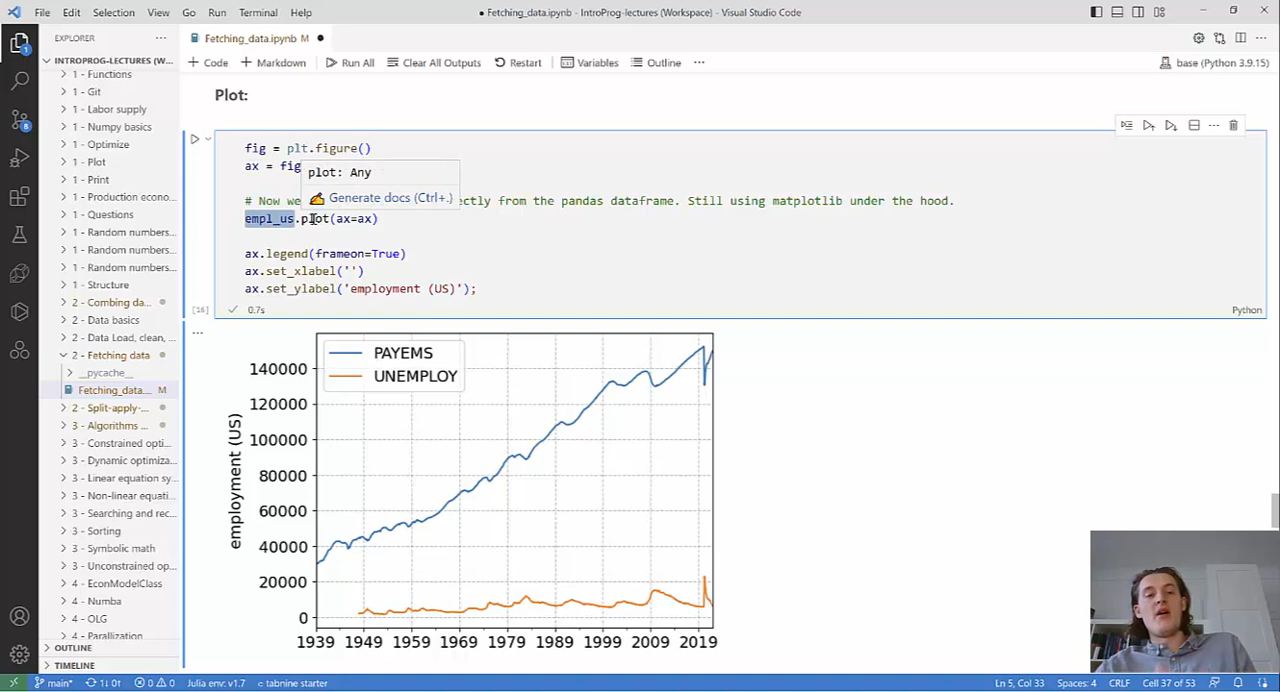 File Edit Selection View Go Run Terminal Help
● Fetching_data.ipynb - IntroProg-lectures (Workspace) - Visual Studio Code
EXPLORER
INTROPROG-LECTURES (W...
1 - Functions
1 - Git
1 - Labor supply
1 - Numpy basics
1 - Optimize
1 - Plot
1 - Print
1 - Production econo...
1 - Questions
1 - Random numbers...
1 - Random numbers...
1 - Random numbers...
1 - Structure
2 - Combing da...
2 - Data basics
2 - Data Load, clean, ...
2 - Fetching data
__pycache__
Fetching_data.... M
2 - Split-apply-...
3 - Algorithms ...
3 - Constrained opti...
3 - Dynamic optimiza...
3 - Linear equation sy...
3 - Non-linear equati...
3 - Searching and rec...
3 - Sorting
3 - Symbolic math
3 - Unconstrained op...
4 - EconModelClass
4 - Numba
4 - OLG
4 - Parallization
OUTLINE
TIMELINE
1
8
Fetching_data.ipynb M ●
+ Code + Markdown Run All Clear All Outputs Restart Variables Outline ...
base (Python 3.9.15)
Plot:
fig = plt.figure()
ax = fig
plot: Any
Generate docs (Ctrl+.)
# Now we ectly from the pandas dataframe. Still using matplotlib under the hood.
empl_us.plot(ax=ax)
ax.legend(frameon=True)
ax.set_xlabel('')
ax.set_ylabel('employment (US)');
[16] ✓ 0.7s
Python
PAYEMS
UNEMPLOY
140000
120000
100000
80000
60000
40000
20000
0
employment (US)
1939 1949 1959 1969 1979 1989 1999 2009 2019
main* 1↓ 0↑ 0 0 Julia env: v1.7 tabnine starter
Ln 5, Col 33 Spaces: 4 CRLF Cell 37 of 53